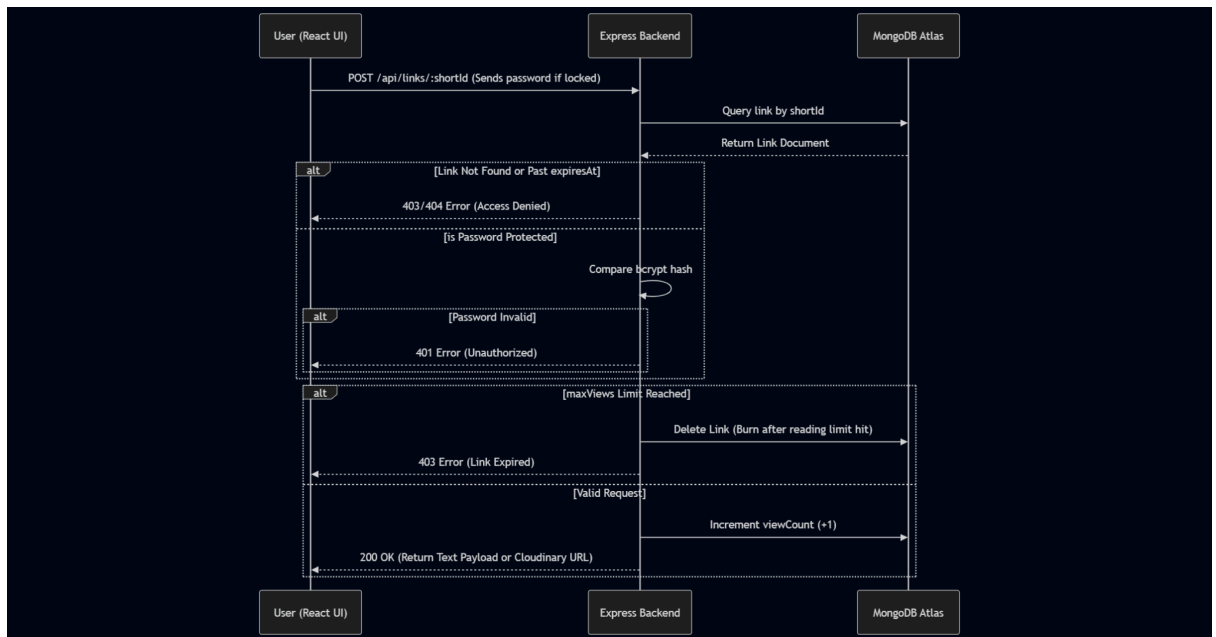 User (React UI)
Express Backend
MongoDB Atlas
POST /api/links/:shortId (Sends password if locked)
Query link by shortId
Return Link Document
alt
[Link Not Found or Past expiresAt]
403/404 Error (Access Denied)
[is Password Protected]
Compare bcrypt hash
alt
[Password Invalid]
401 Error (Unauthorized)
alt
[maxViews Limit Reached]
Delete Link (Burn after reading limit hit)
403 Error (Link Expired)
[Valid Request]
Increment viewCount (+1)
200 OK (Return Text Payload or Cloudinary URL)
User (React UI)
Express Backend
MongoDB Atlas